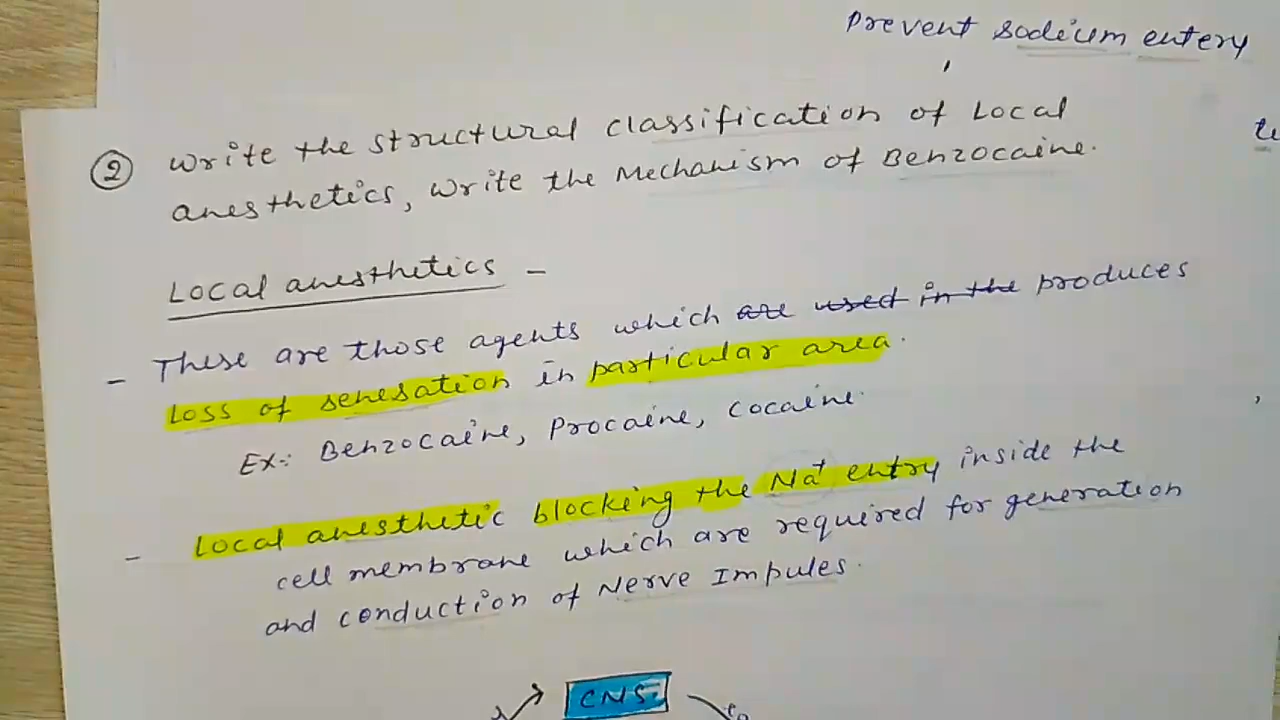 Prevent sodium entery
② Write the structural classification of Local
anesthetics, Write the Mechanism of Benzocaine.
Local anesthetics -
- These are those agents which are used in the produces
Loss of senesation in particular area.
Ex:- Benzocaine, Procaine, Cocaine.
- Local anesthetic blocking the Na+ entry inside the
cell membrane which are required for generation
and conduction of Nerve Impules.
CNS